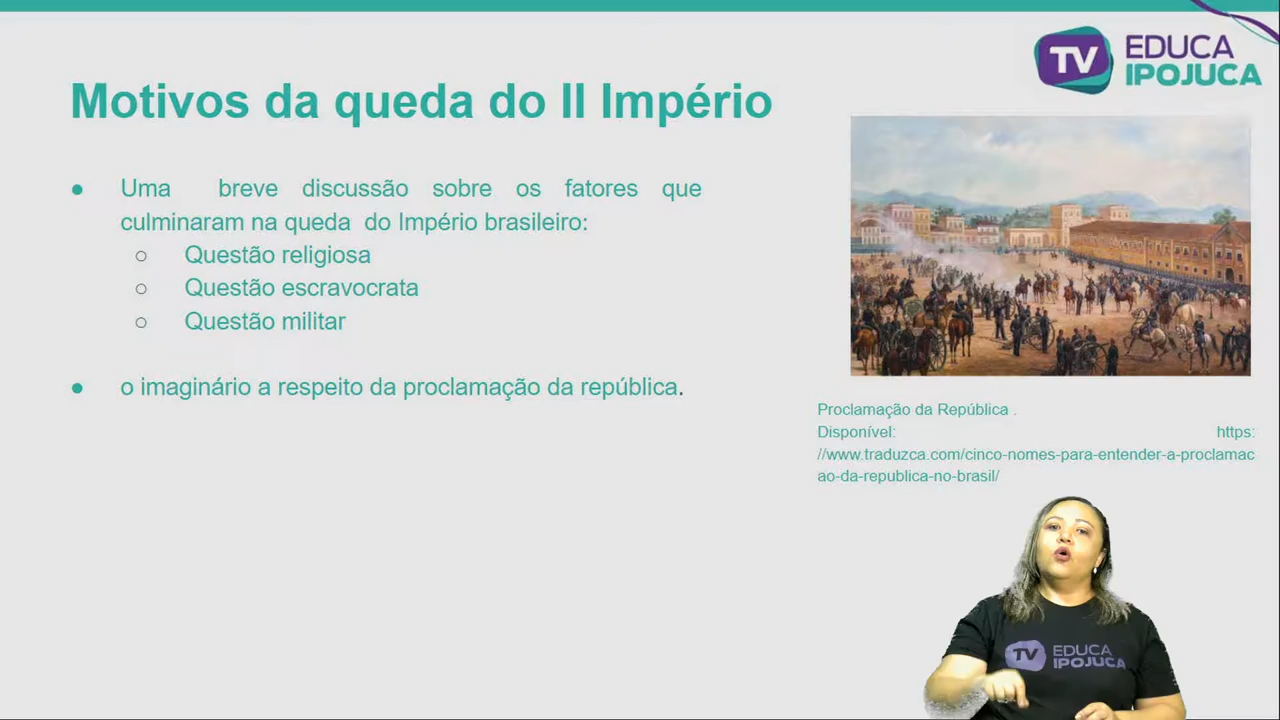 TV EDUCA
IPOJUCA
Motivos da queda do II Império
● Uma breve discussão sobre os fatores que
culminaram na queda do Império brasileiro:
○ Questão religiosa
○ Questão escravocrata
○ Questão militar
● o imaginário a respeito da proclamação da república.
Proclamação da República .
Disponível: https:
//www.traduzca.com/cinco-nomes-para-entender-a-proclamac
ao-da-republica-no-brasil/
TV EDUCA
IPOJUCA